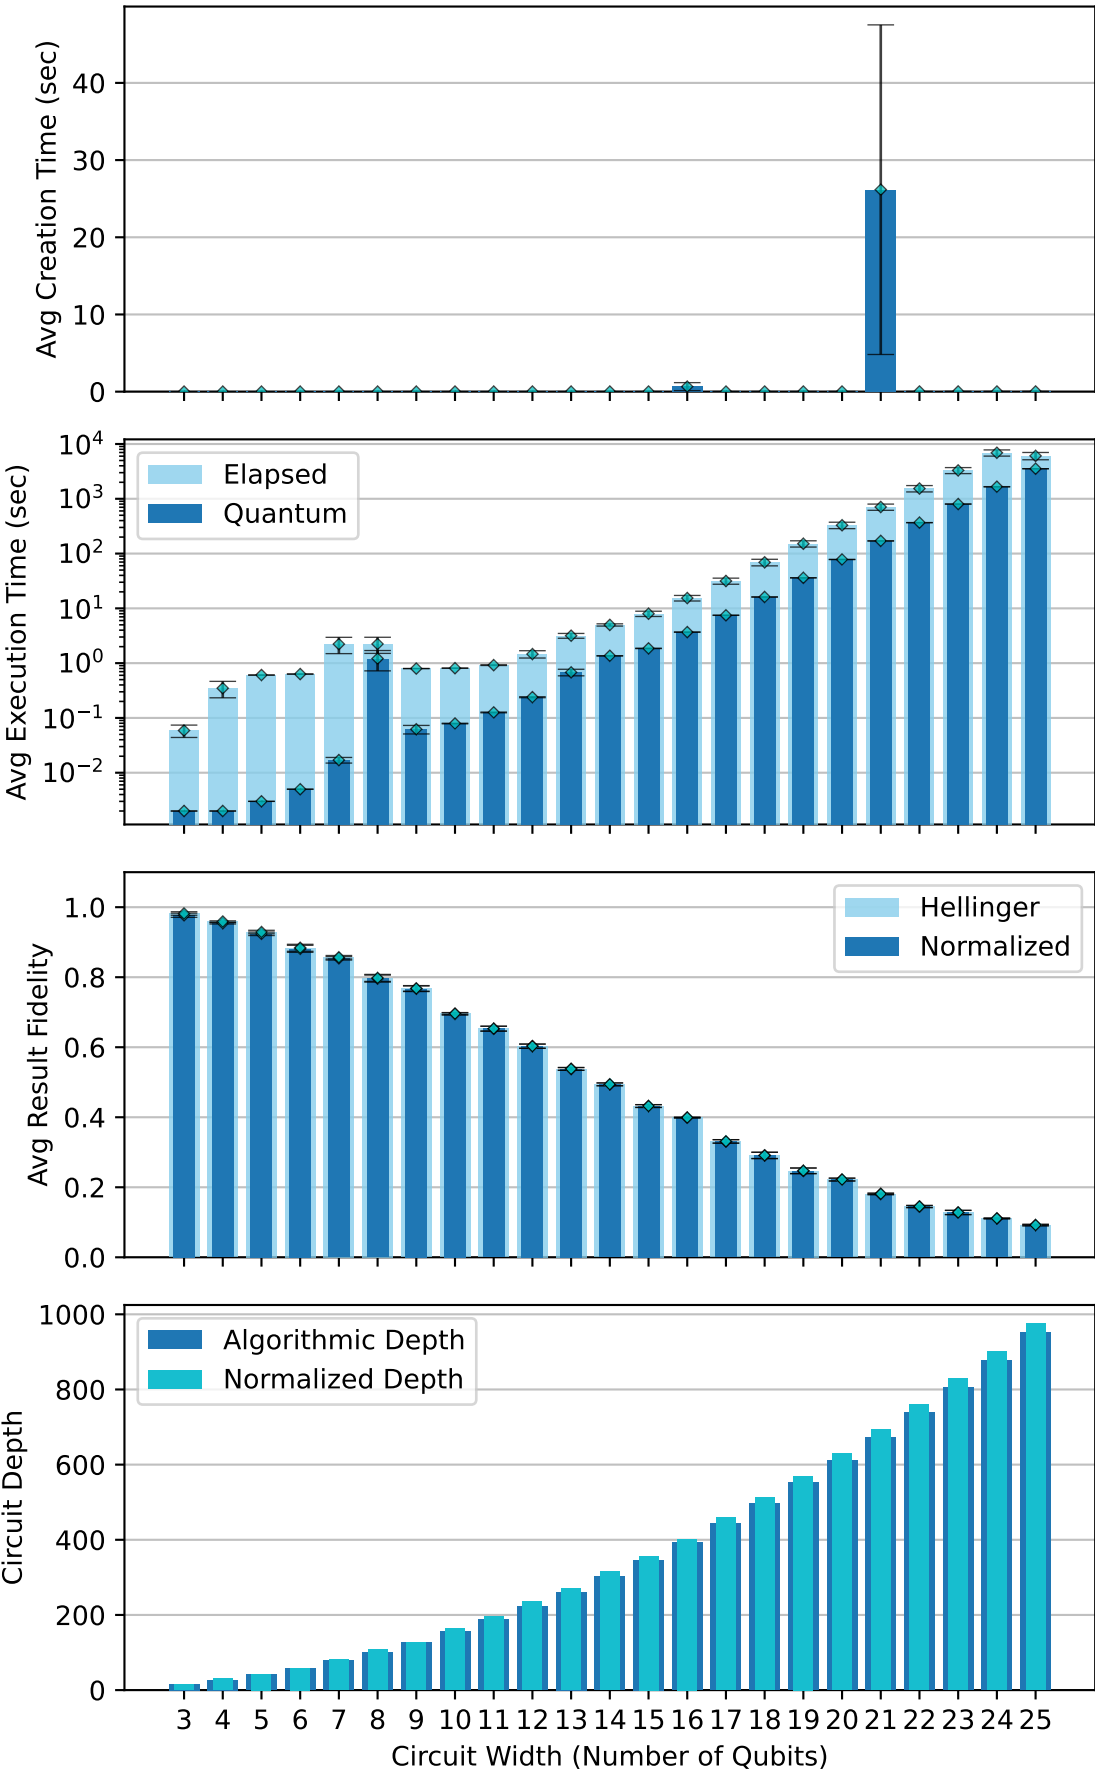 Avg Creation Time (sec)
40
30
20
10
0
Avg Execution Time (sec)
10^4
10^3
10^2
10^1
10^0
10^−1
10^−2
Elapsed
Quantum
Avg Result Fidelity
1.0
0.8
0.6
0.4
0.2
0.0
Hellinger
Normalized
Circuit Depth
1000
800
600
400
200
0
Algorithmic Depth
Normalized Depth
3 4 5 6 7 8 9 10 11 12 13 14 15 16 17 18 19 20 21 22 23 24 25
Circuit Width (Number of Qubits)